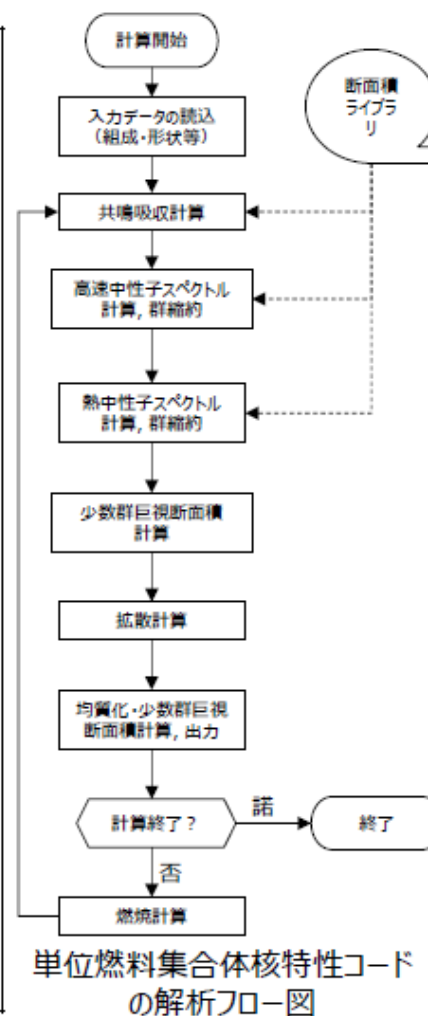 計算開始
断面積
ライブラ
リ
入力データの読込
（組成・形状等）
共鳴吸収計算
高速中性子スペクトル
計算, 群縮約
熱中性子スペクトル
計算, 群縮約
少数群巨視断面積
計算
拡散計算
均質化・少数群巨視
断面積計算, 出力
計算終了？
諾
終了
否
燃焼計算
単位燃料集合体核特性コード
の解析フロー図